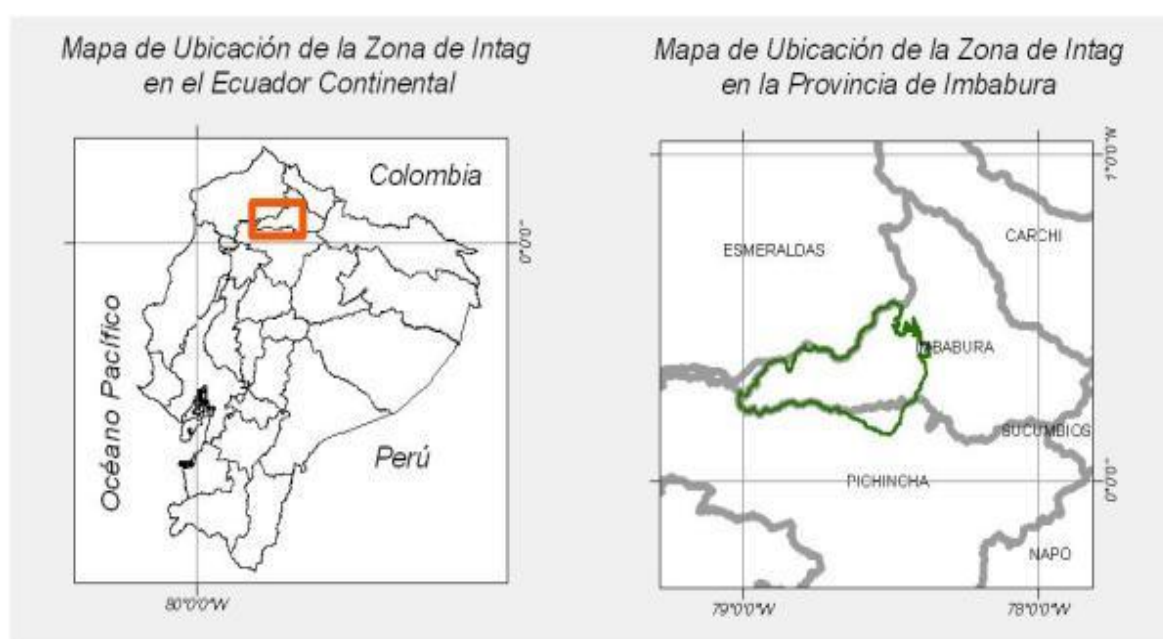 Mapa de Ubicación de la Zona de Intag
en el Ecuador Continental
Colombia
0°0'0"
Océano Pacífico
Perú
80°0'0"W
Mapa de Ubicación de la Zona de Intag
en la Provincia de Imbabura
1°0'0"N
CARCHI
ESMERALDAS
IMBABURA
SUCUMBIOS
PICHINCHA
0°0'0"
NAPO
79°0'0"W
78°0'0"W